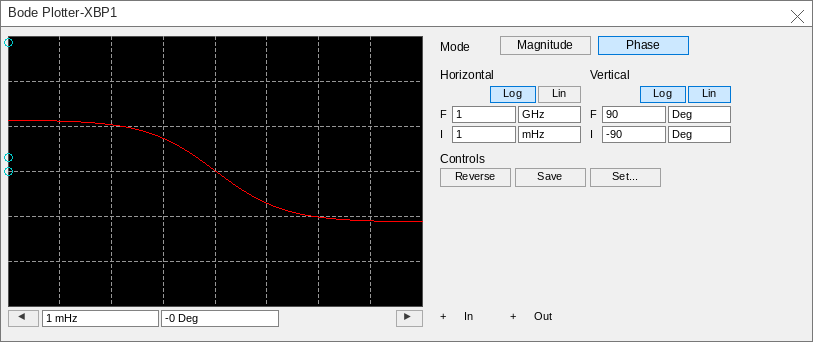 Bode Plotter-XBP1
Mode Magnitude Phase
Horizontal Vertical
Log Lin Log Lin
F 1 GHz F 90 Deg
I 1 mHz I -90 Deg
Controls
Reverse Save Set...
1 mHz -0 Deg + In + Out